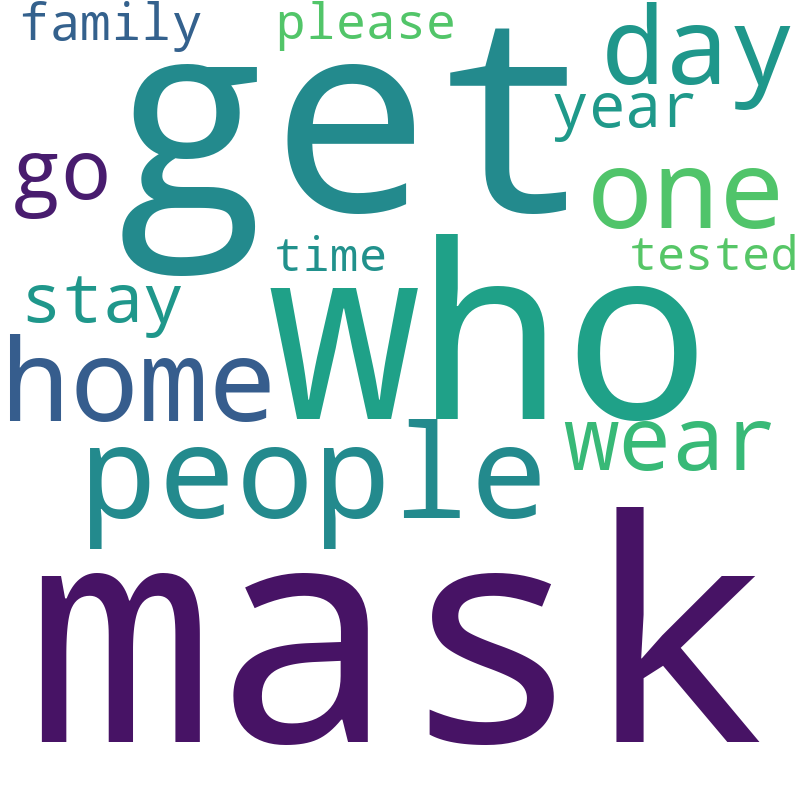 family please
get day
year
go one
time tested
stay who
home
people wear
mask